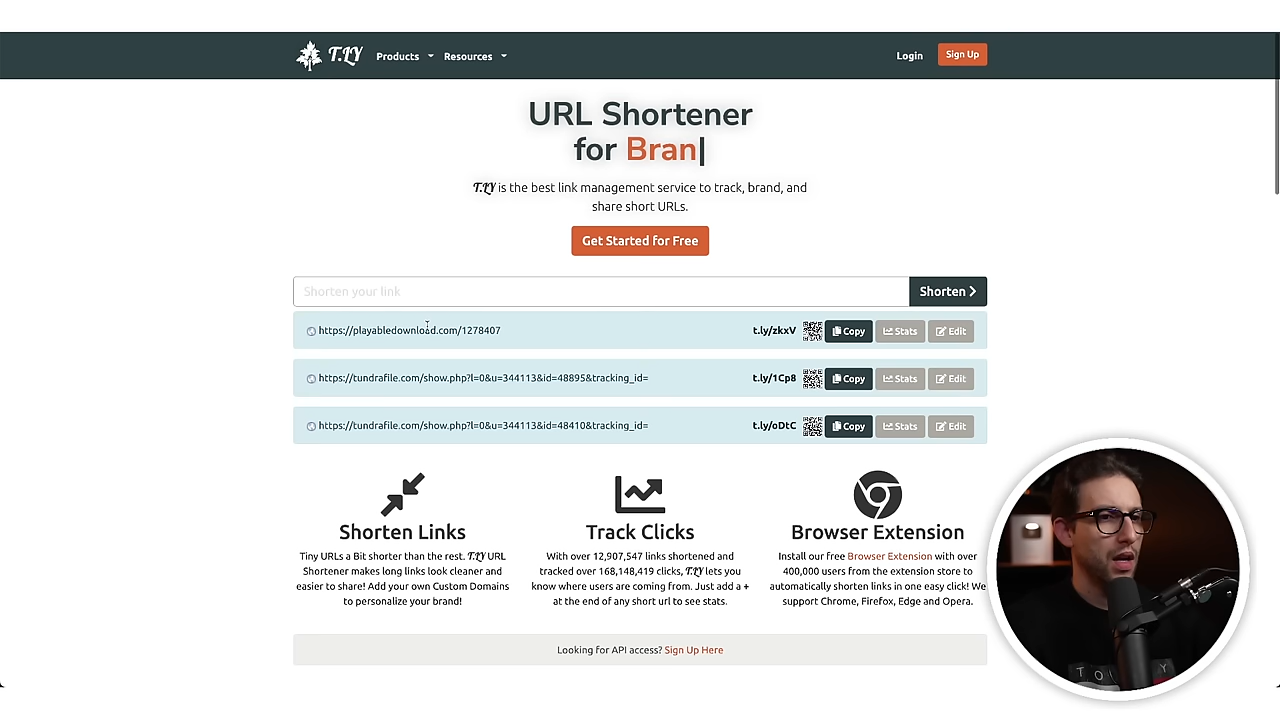 T.LY Products Resources Login Sign Up
URL Shortener
for Bran
T.LY is the best link management service to track, brand, and
share short URLs.
Get Started for Free
Shorten your link Shorten
https://playabledownload.com/1278407 t.ly/zkxV Copy Stats Edit
https://tundrafile.com/show.php?l=0&u=344113&id=48895&tracking_id= t.ly/1Cp8 Copy Stats Edit
https://tundrafile.com/show.php?l=0&u=344113&id=48410&tracking_id= t.ly/oDtC Copy Stats Edit
Shorten Links
Tiny URLs a Bit shorter than the rest. T.LY URL
Shortener makes long links look cleaner and
easier to share! Add your own Custom Domains
to personalize your brand!
Track Clicks
With over 12,907,547 links shortened and
tracked over 168,148,419 clicks, T.LY lets you
know where users are coming from. Just add a +
at the end of any short url to see stats.
Browser Extension
Install our free Browser Extension with over
400,000 users from the extension store to
automatically shorten links in one easy click! We
support Chrome, Firefox, Edge and Opera.
Looking for API access? Sign Up Here